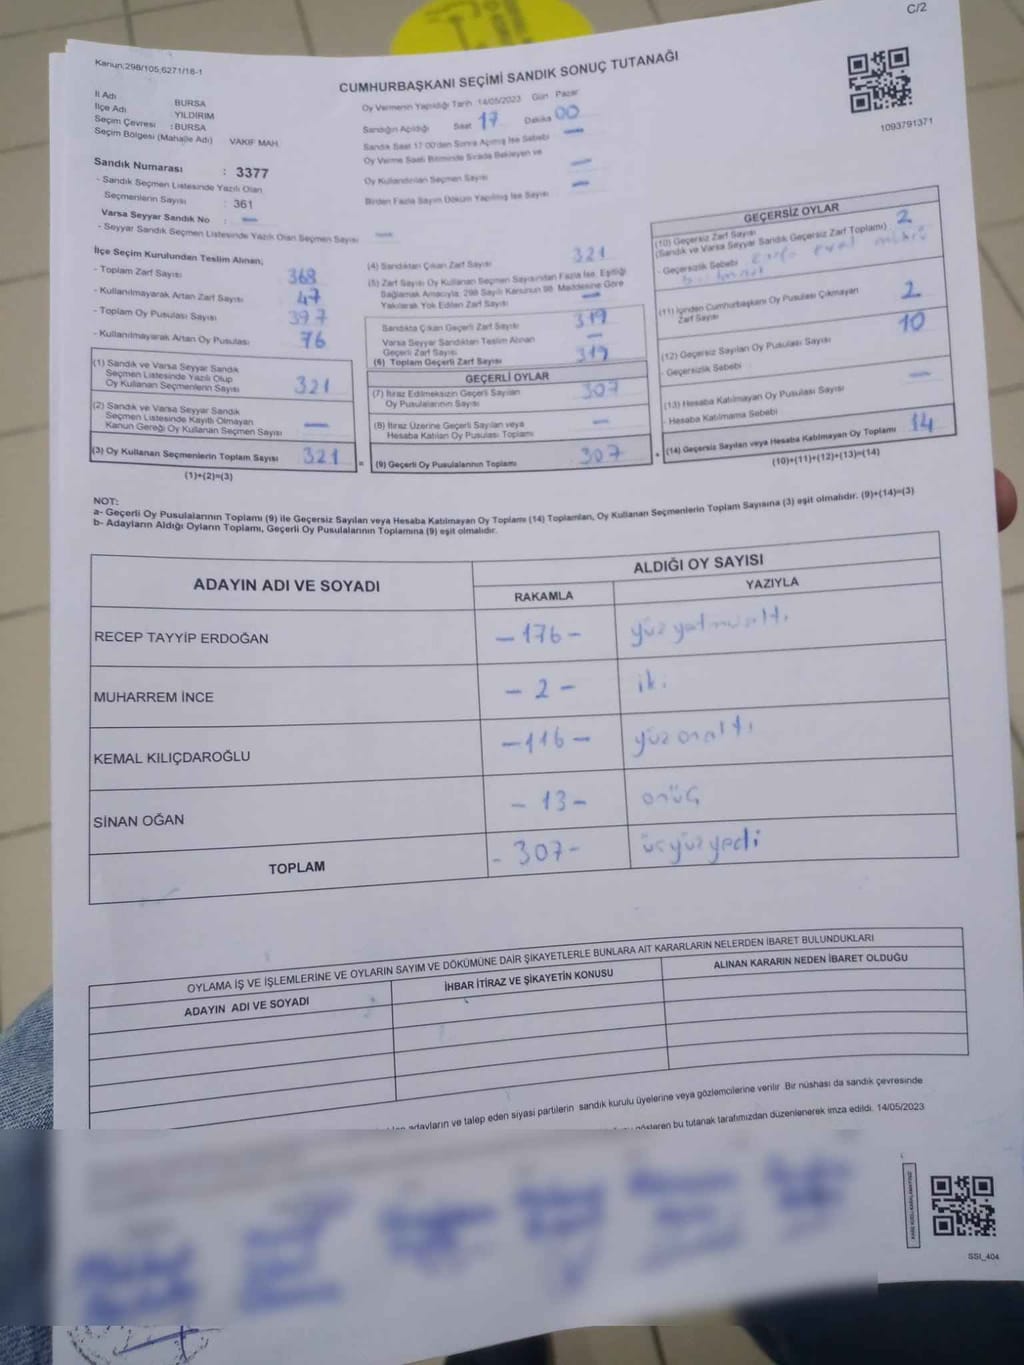 C/2
Kanun:298/105;6271/18-1
CUMHURBAŞKANI SEÇİMİ SANDIK SONUÇ TUTANAĞI
1093791371
İl Adı BURSA
İlçe Adı YILDIRIM
Seçim Çevresi : BURSA
Seçim Bölgesi (Mahalle Adı) VAKIF MAH.
Sandık Numarası : 3377
- Sandık Seçmen Listesinde Yazılı Olan
Seçmenlerin Sayısı : 361
Varsa Seyyar Sandık No : —
- Seyyar Sandık Seçmen Listesinde Yazılı Olan Seçmen Sayısı —
Oy Vermenin Yapıldığı Tarih 14/05/2023 Gün Pazar
Sandığın Açıldığı Saat 17 Dakika 00
Sandık Saat 17:00'den Sonra Açılmış İse Sebebi —
Oy Verme Saati Bitiminde Sırada Bekleyen ve
Oy Kullandırılan Seçmen Sayısı —
Birden Fazla Sayım Döküm Yapılmış İse Sayısı —
İlçe Seçim Kurulundan Teslim Alınan;
- Toplam Zarf Sayısı 368
- Kullanılmayarak Artan Zarf Sayısı 47
- Toplam Oy Pusulası Sayısı 397
- Kullanılmayarak Artan Oy Pusulası 76
(1) Sandık ve Varsa Seyyar Sandık
Seçmen Listesinde Yazılı Olup
Oy Kullanan Seçmenlerin Sayısı 321
(2) Sandık ve Varsa Seyyar Sandık
Seçmen Listesinde Kayıtlı Olmayan
Kanun Gereği Oy Kullanan Seçmen Sayısı —
(3) Oy Kullanan Seçmenlerin Toplam Sayısı 321
(1)+(2)=(3)
(4) Sandıktan Çıkan Zarf Sayısı 321
(5) Zarf Sayısı Oy Kullanan Seçmen Sayısından Fazla İse, Eşitliği
Sağlamak Amacıyla, 298 Sayılı Kanunun 98. Maddesine Göre
Yakılarak Yok Edilen Zarf Sayısı —
Sandıkta Çıkan Geçerli Zarf Sayısı 319
Varsa Seyyar Sandıktan Teslim Alınan
Geçerli Zarf Sayısı —
(6) Toplam Geçerli Zarf Sayısı 319
GEÇERLİ OYLAR
(7) İtiraz Edilmeksizin Geçerli Sayılan
Oy Pusulalarının Sayısı 307
(8) İtiraz Üzerine Geçerli Sayılan veya
Hesaba Katılan Oy Pusulası Toplamı —
= (9) Geçerli Oy Pusulalarının Toplamı 307
GEÇERSİZ OYLAR
(10) Geçersiz Zarf Sayısı 2
(Sandık ve Varsa Seyyar Sandık Geçersiz Zarf Toplamı)
- Geçersizlik Sebebi
(11) İçinden Cumhurbaşkanı Oy Pusulası Çıkmayan
Zarf Sayısı 2
(12) Geçersiz Sayılan Oy Pusulası Sayısı 10
- Geçersizlik Sebebi
(13) Hesaba Katılmayan Oy Pusulası Sayısı —
- Hesaba Katılmama Sebebi
+ (14) Geçersiz Sayılan veya Hesaba Katılmayan Oy Toplamı 14
(10)+(11)+(12)+(13)=(14)
NOT:
a- Geçerli Oy Pusulalarının Toplamı (9) ile Geçersiz Sayılan veya Hesaba Katılmayan Oy Toplamı (14) Toplamları, Oy Kullanan Seçmenlerin Toplam Sayısına (3) eşit olmalıdır. (9)+(14)=(3)
b- Adayların Aldığı Oyların Toplamı, Geçerli Oy Pusulalarının Toplamına (9) eşit olmalıdır.
ADAYIN ADI VE SOYADI ALDIĞI OY SAYISI
RAKAMLA YAZIYLA
RECEP TAYYİP ERDOĞAN -176- yüz yetmişaltı
MUHARREM İNCE -2- iki
KEMAL KILIÇDAROĞLU -116- yüz onaltı
SİNAN OĞAN -13- onüç
TOPLAM -307- üçyüzyedi
OYLAMA İŞ VE İŞLEMLERİNE VE OYLARIN SAYIM VE DÖKÜMÜNE DAİR ŞİKAYETLERLE BUNLARA AİT KARARLARIN NELERDEN İBARET BULUNDUKLARI
ADAYIN ADI VE SOYADI İHBAR İTİRAZ VE ŞİKAYETİN KONUSU ALINAN KARARIN NEDEN İBARET OLDUĞU
adayların ve talep eden siyasi partilerin sandık kurulu üyelerine veya gözlemcilerine verilir. Bir nüshası da sandık çevresinde
gösteren bu tutanak tarafımızdan düzenlenerek imza edildi. 14/05/2023
SSI_404